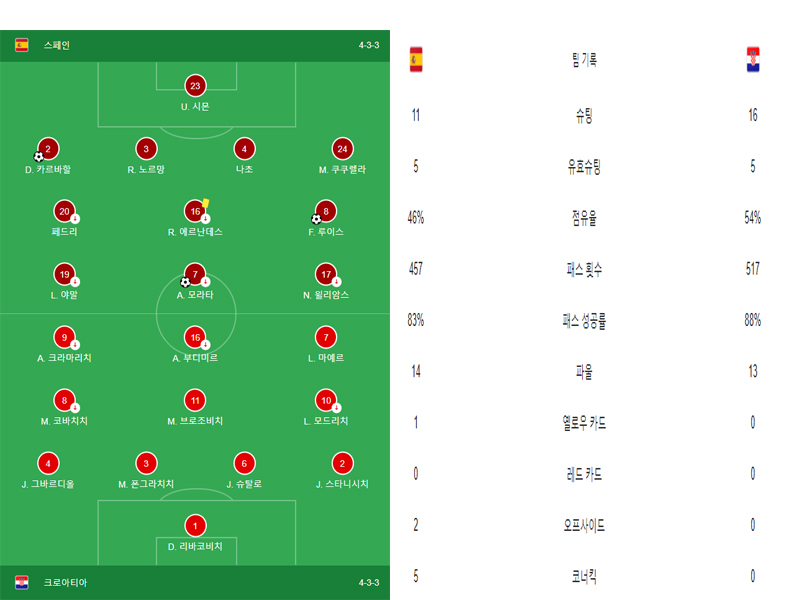 스페인 4-3-3
23
U. 시몬
2 3 4 24
D. 카르바할 R. 노르망 나초 M. 쿠쿠렐라
20 16 8
페드리 R. 에르난데스 F. 루이스
19 7 17
L. 야말 A. 모라타 N. 윌리암스
9 16 7
A. 크라마리치 A. 부디미르 L. 마예르
8 11 10
M. 코바치치 M. 브로조비치 L. 모드리치
4 3 6 2
J. 그바르디올 M. 폰그라치치 J. 슈탈로 J. 스타니시치
1
D. 리바코비치
크로아티아 4-3-3
팀 기록
11 슈팅 16
5 유효슈팅 5
46% 점유율 54%
457 패스 횟수 517
83% 패스 성공률 88%
14 파울 13
1 옐로우 카드 0
0 레드 카드 0
2 오프사이드 0
5 코너킥 0